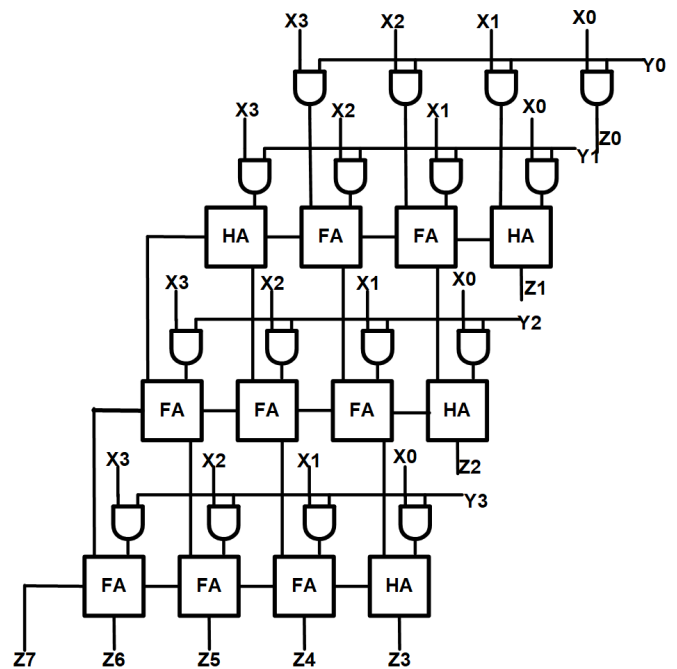 X3 X2 X1 X0
Y0
X3 X2 X1 X0
Z0
Y1
HA FA FA HA
X3 X2 X1 X0
Z1
Y2
FA FA FA HA
X3 X2 X1 X0
Z2
Y3
FA FA FA HA
Z7 Z6 Z5 Z4 Z3